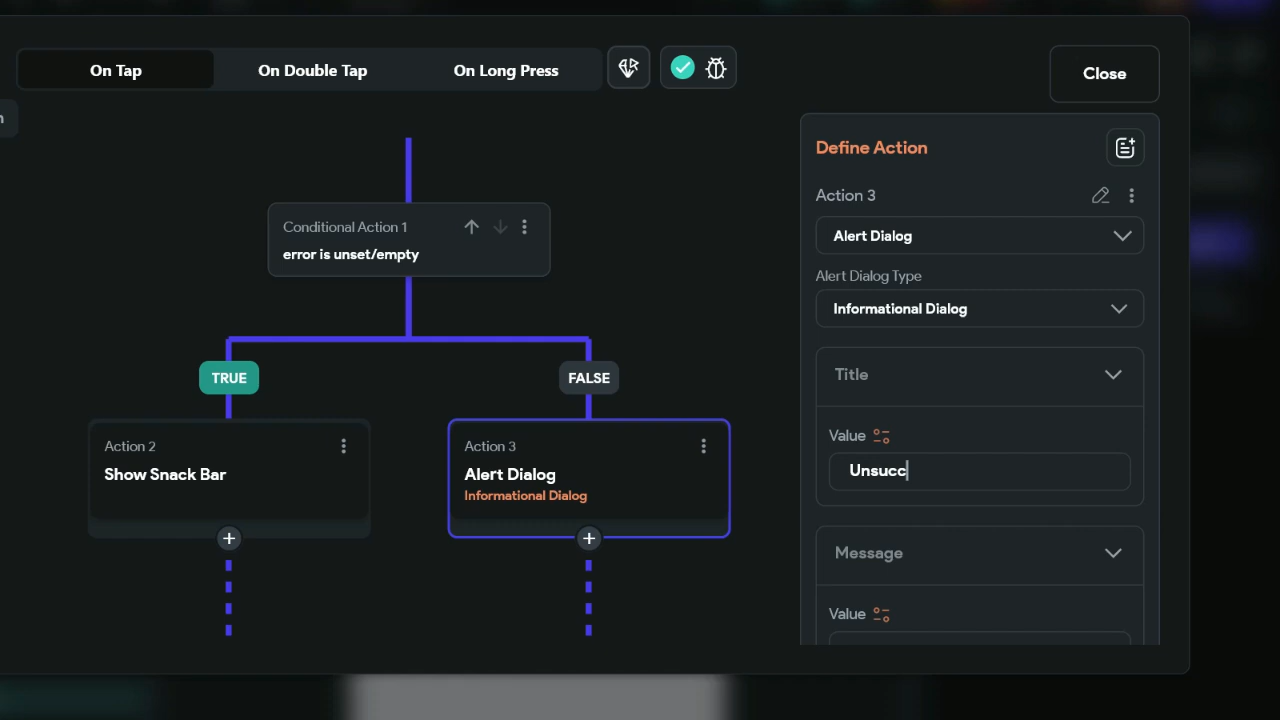 On Tap
On Double Tap
On Long Press
Close
n
Conditional Action 1
error is unset/empty
TRUE
FALSE
Action 2
Show Snack Bar
Action 3
Alert Dialog
Informational Dialog
Define Action
Action 3
Alert Dialog
Alert Dialog Type
Informational Dialog
Title
Value
Unsucc
Message
Value